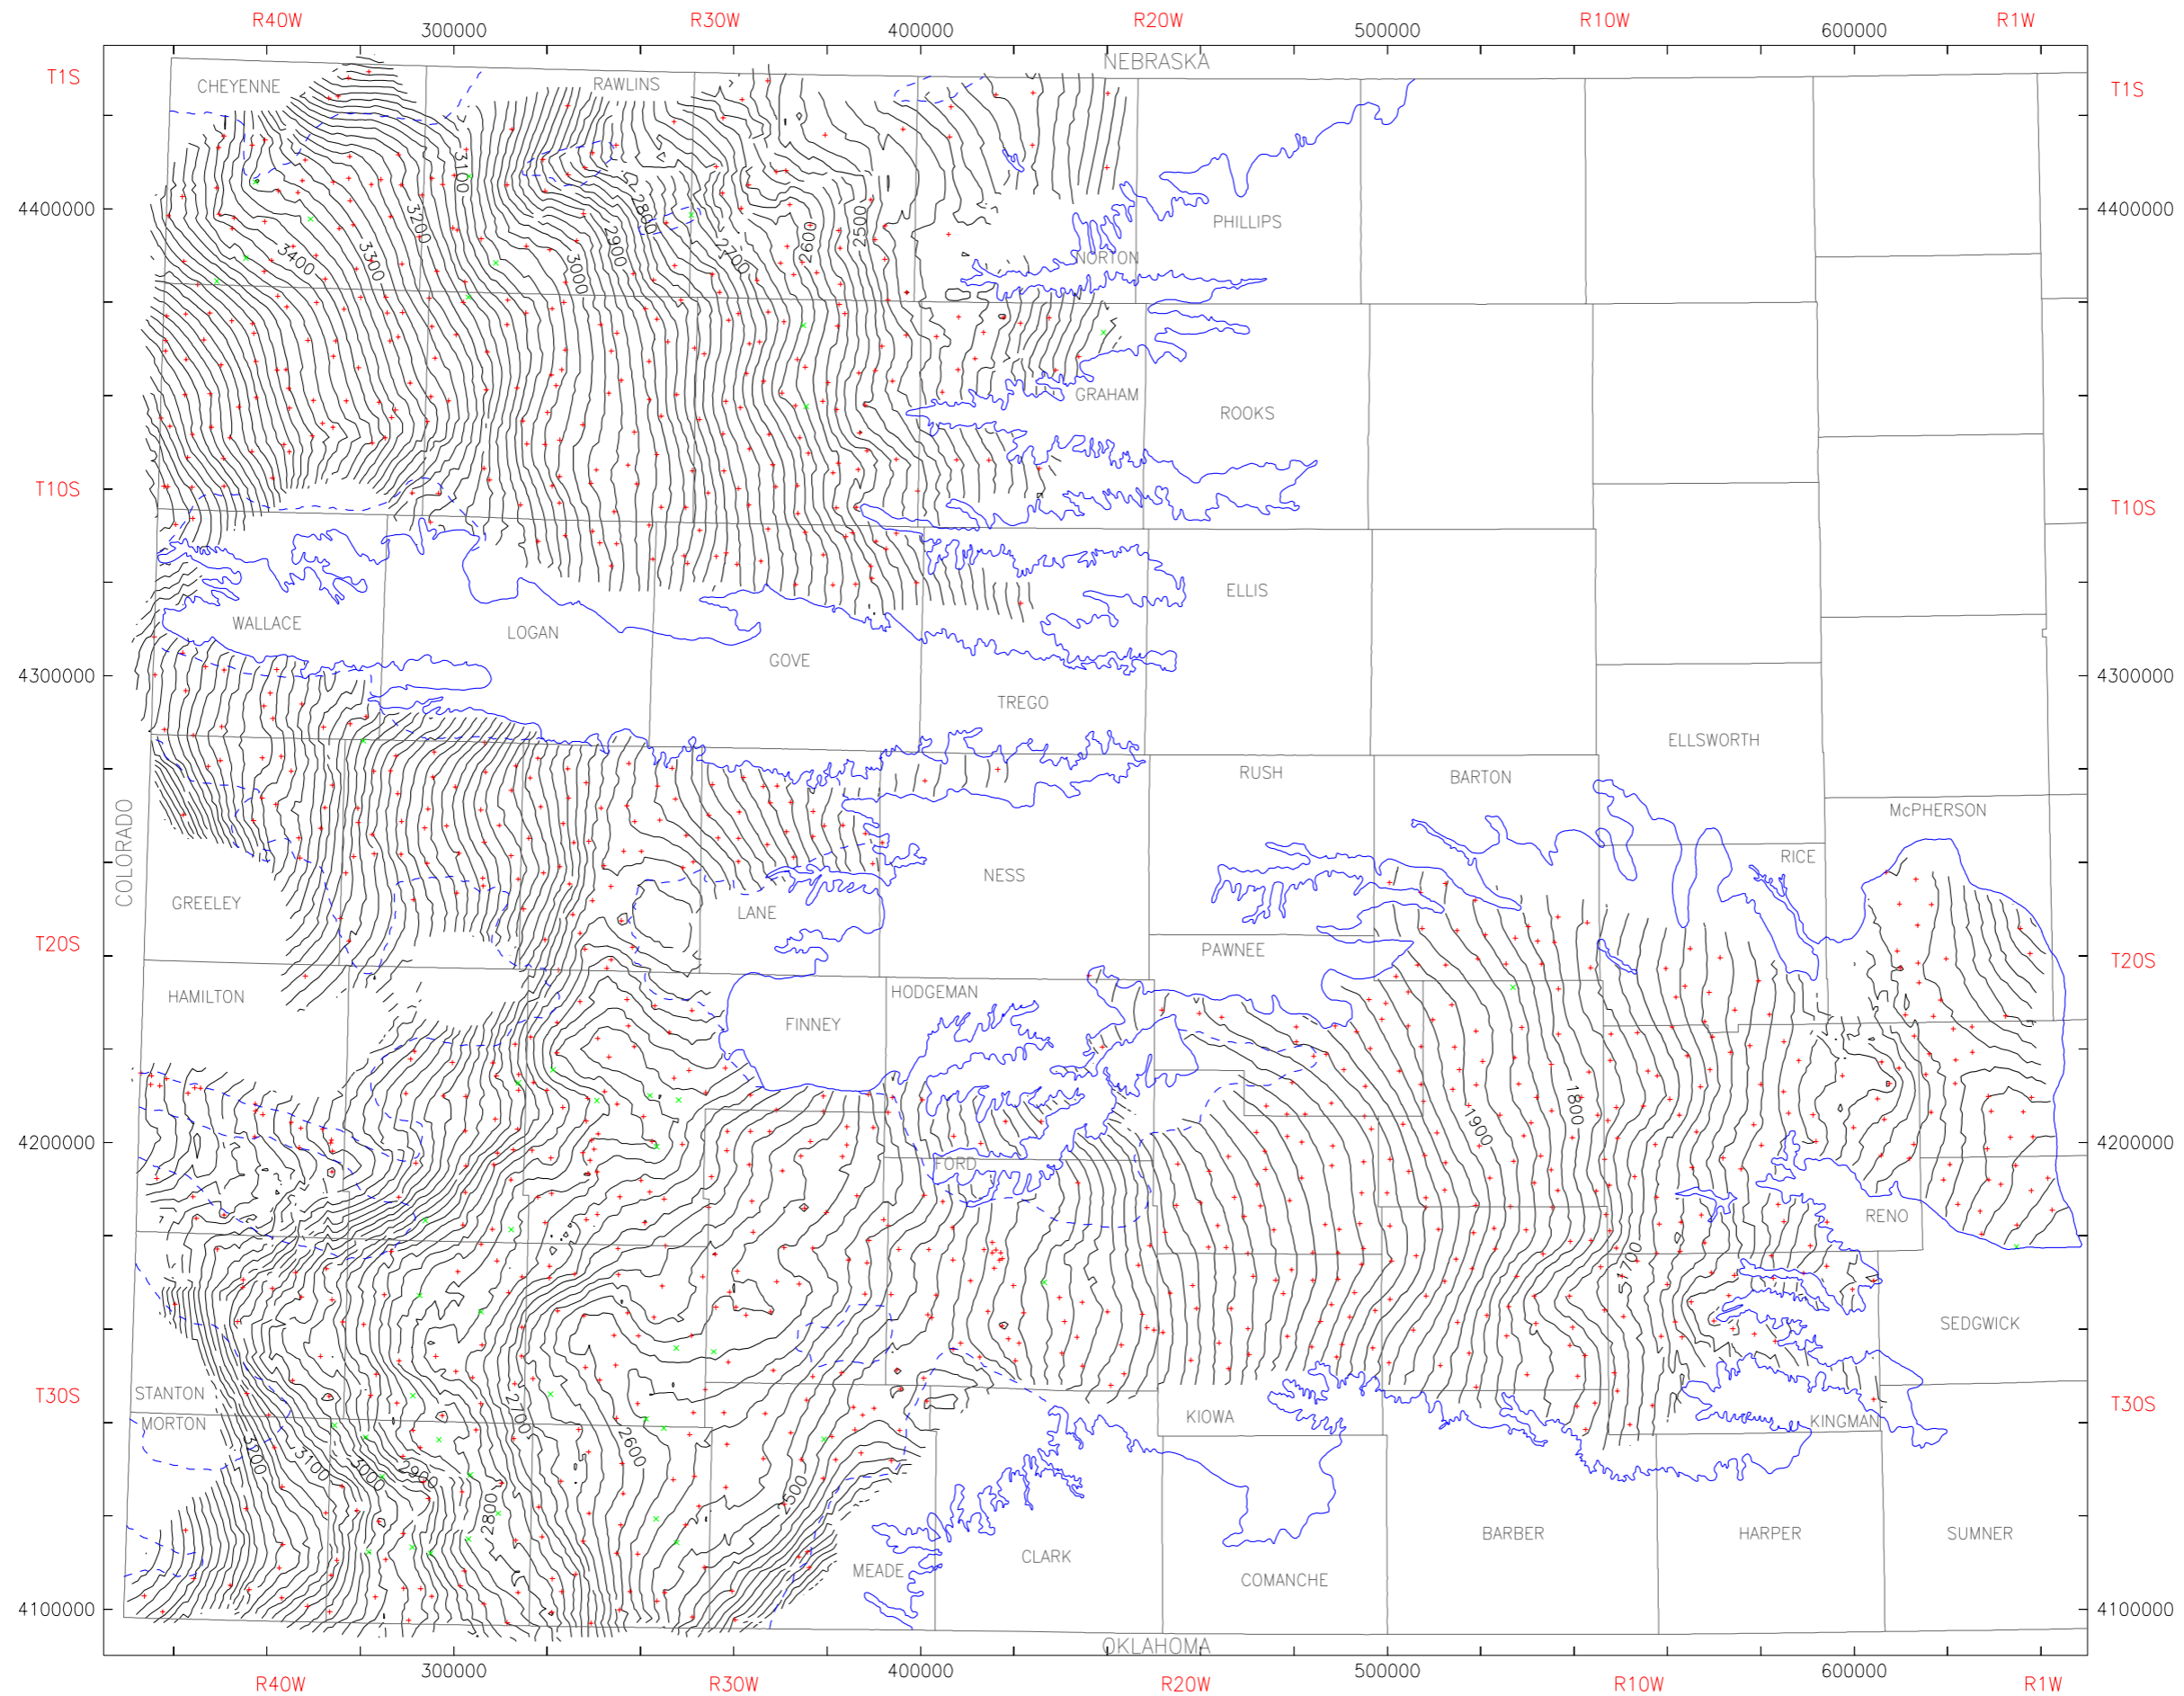 R40W R30W R20W R10W R1W
300000 400000 500000 600000
NEBRASKA
T1S CHEYENNE RAWLINS T1S
3100
4400000 3200 2800 2500 PHILLIPS 4400000
3400 3300 3000 2900 2700 2600 NORTON
GRAHAM ROOKS
T10S T10S
ELLIS
WALLACE LOGAN
GOVE
4300000 TREGO 4300000
ELLSWORTH
RUSH BARTON
COLORADO McPHERSON
RICE
GREELEY LANE NESS
T20S PAWNEE T20S
HAMILTON HODGEMAN
FINNEY
4200000 1900 1800 4200000
FORD
RENO
1700
SEDGWICK
T30S STANTON T30S
MORTON 2700 KIOWA KINGMAN
3200 3100 3000 2900 2600
2800 2500
BARBER HARPER SUMNER
MEADE CLARK
COMANCHE
4100000 4100000
OKLAHOMA
300000 400000 500000 600000
R40W R30W R20W R10W R1W